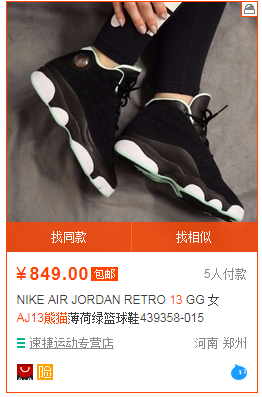 找同款 找相似
¥849.00 包邮 5人付款
NIKE AIR JORDAN RETRO 13 GG 女
AJ13熊猫薄荷绿篮球鞋439358-015
速捷运动专营店 河南 郑州
险